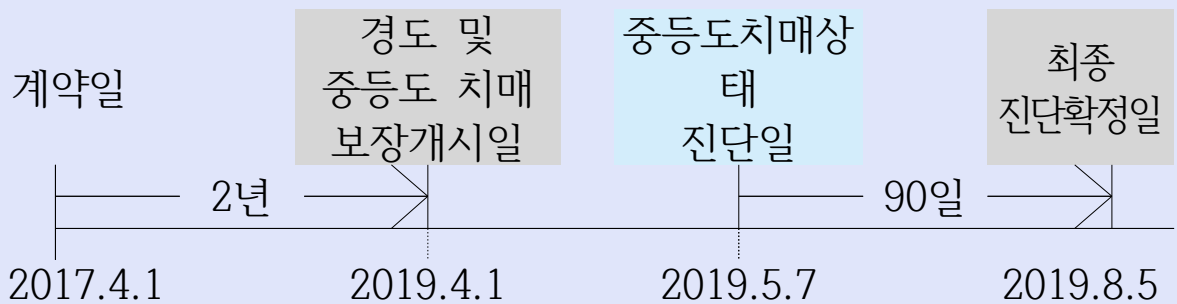 계약일
경도 및
중등도 치매
보장개시일
중등도치매상
태
진단일
최종
진단확정일
2년
90일
2017.4.1
2019.4.1
2019.5.7
2019.8.5